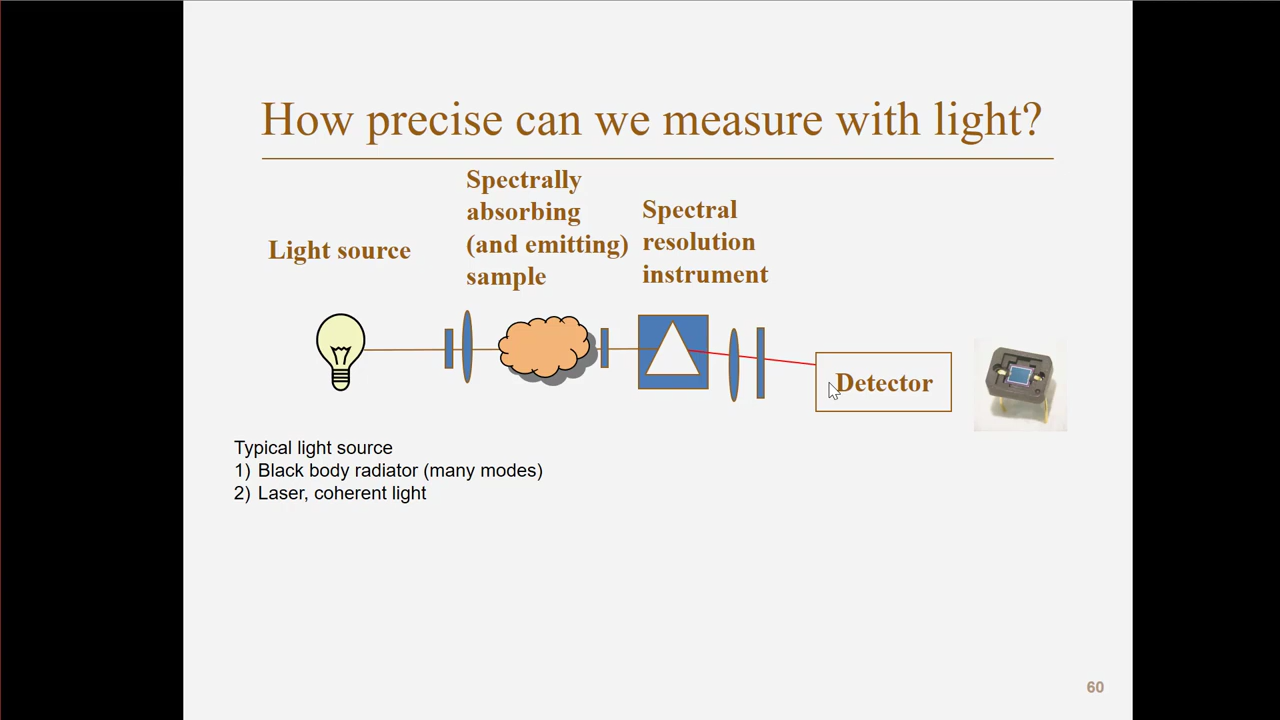 How precise can we measure with light?
Spectrally
absorbing
(and emitting)
sample
Spectral
resolution
instrument
Light source
Detector
Typical light source
1) Black body radiator (many modes)
2) Laser, coherent light
60